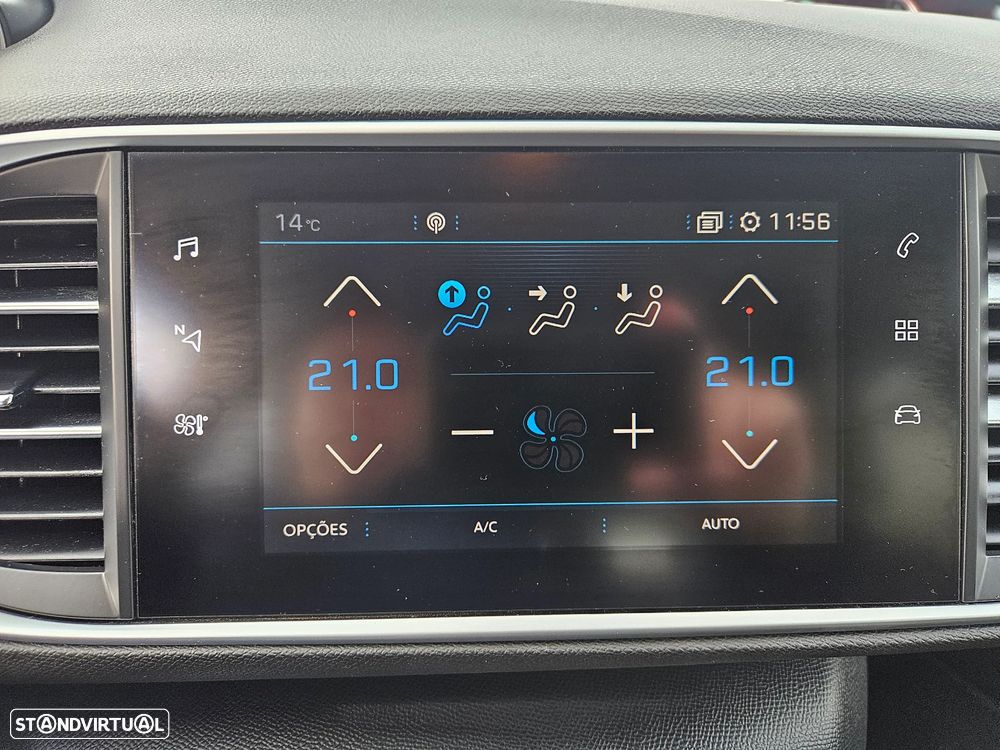 14°C 11:56
N
21.0 21.0
OPÇÕES A/C AUTO
STANDVIRTUAL